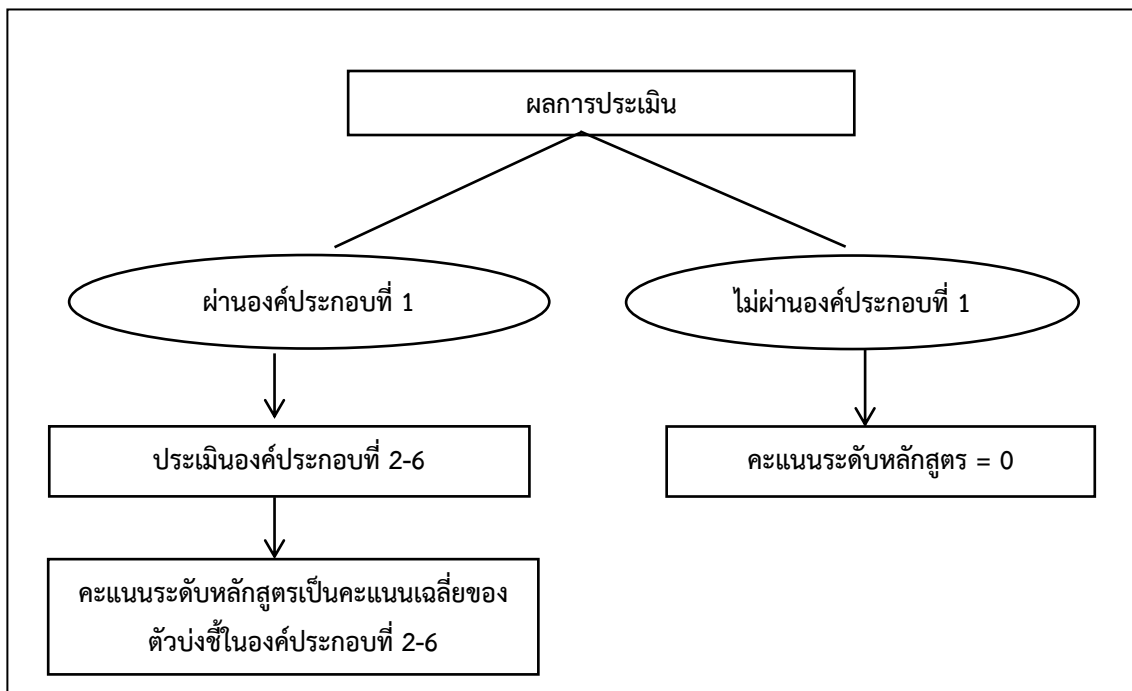 ผลการประเมิน
ผ่านองค์ประกอบที่ 1
ไม่ผ่านองค์ประกอบที่ 1
ประเมินองค์ประกอบที่ 2-6
คะแนนระดับหลักสูตร = 0
คะแนนระดับหลักสูตรเป็นคะแนนเฉลี่ยของ
ตัวบ่งชี้ในองค์ประกอบที่ 2-6